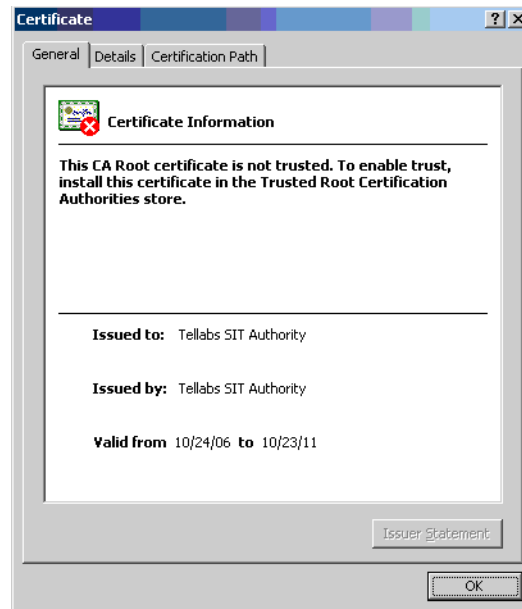 Certificate
General Details Certification Path
Certificate Information
This CA Root certificate is not trusted. To enable trust,
install this certificate in the Trusted Root Certification
Authorities store.
Issued to: Tellabs SIT Authority
Issued by: Tellabs SIT Authority
Valid from 10/24/06 to 10/23/11
Issuer Statement
OK